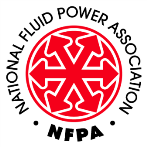 NATIONAL FLUID POWER ASSOCIATION
• NFPA •